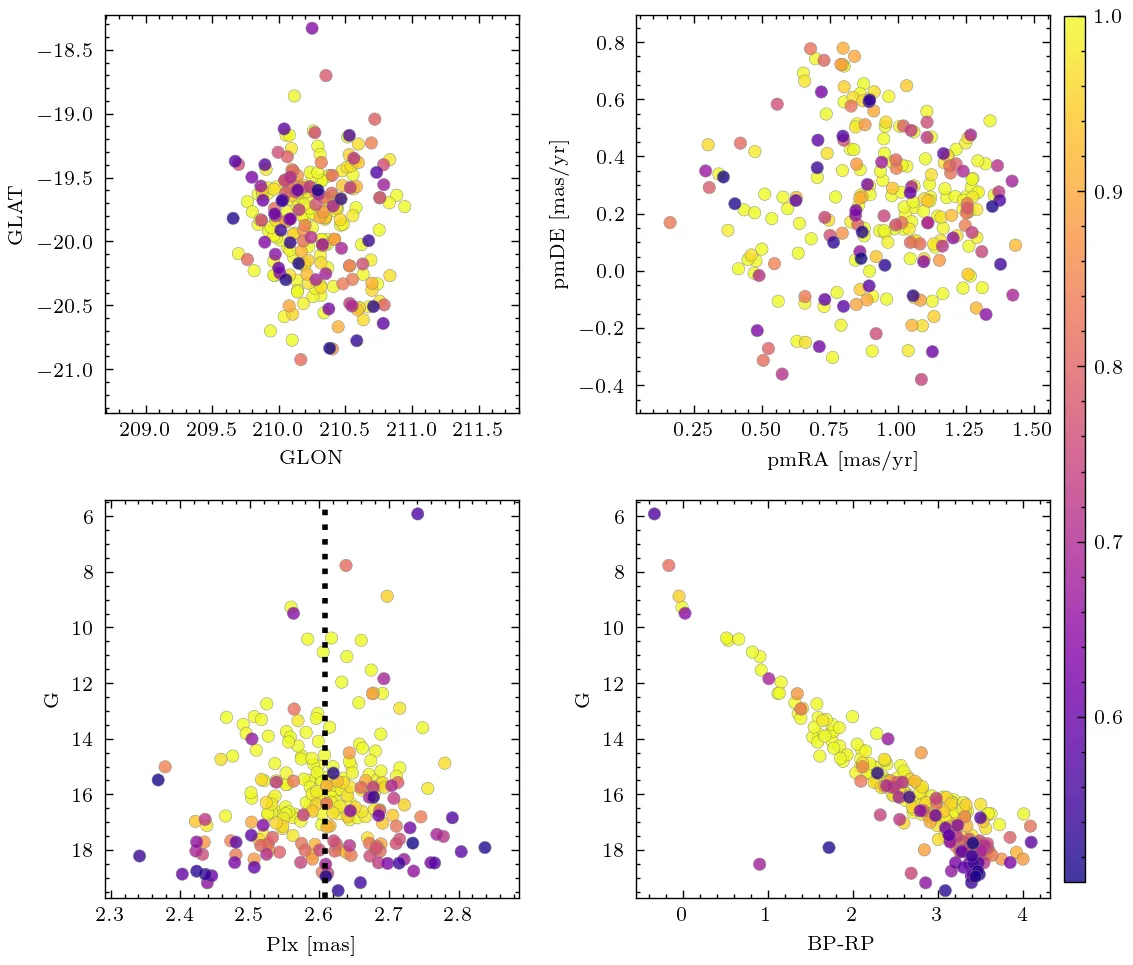 −18.5
−19.0
−19.5
−20.0
−20.5
−21.0
GLAT
209.0 209.5 210.0 210.5 211.0 211.5
GLON
0.8
0.6
0.4
0.2
0.0
−0.2
−0.4
pmDE [mas/yr]
0.25 0.50 0.75 1.00 1.25 1.50
pmRA [mas/yr]
1.0
0.9
0.8
0.7
0.6
6
8
10
12
14
16
18
G
2.3 2.4 2.5 2.6 2.7 2.8
Plx [mas]
6
8
10
12
14
16
18
G
0 1 2 3 4
BP-RP